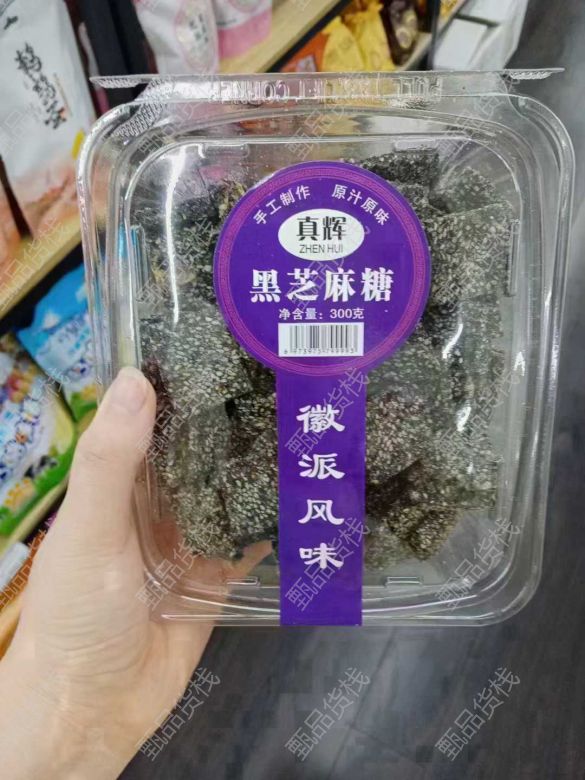 手工制作 原汁原味
真辉
ZHEN HUI
黑芝麻糖
净含量：300克
徽派风味
甄品货栈